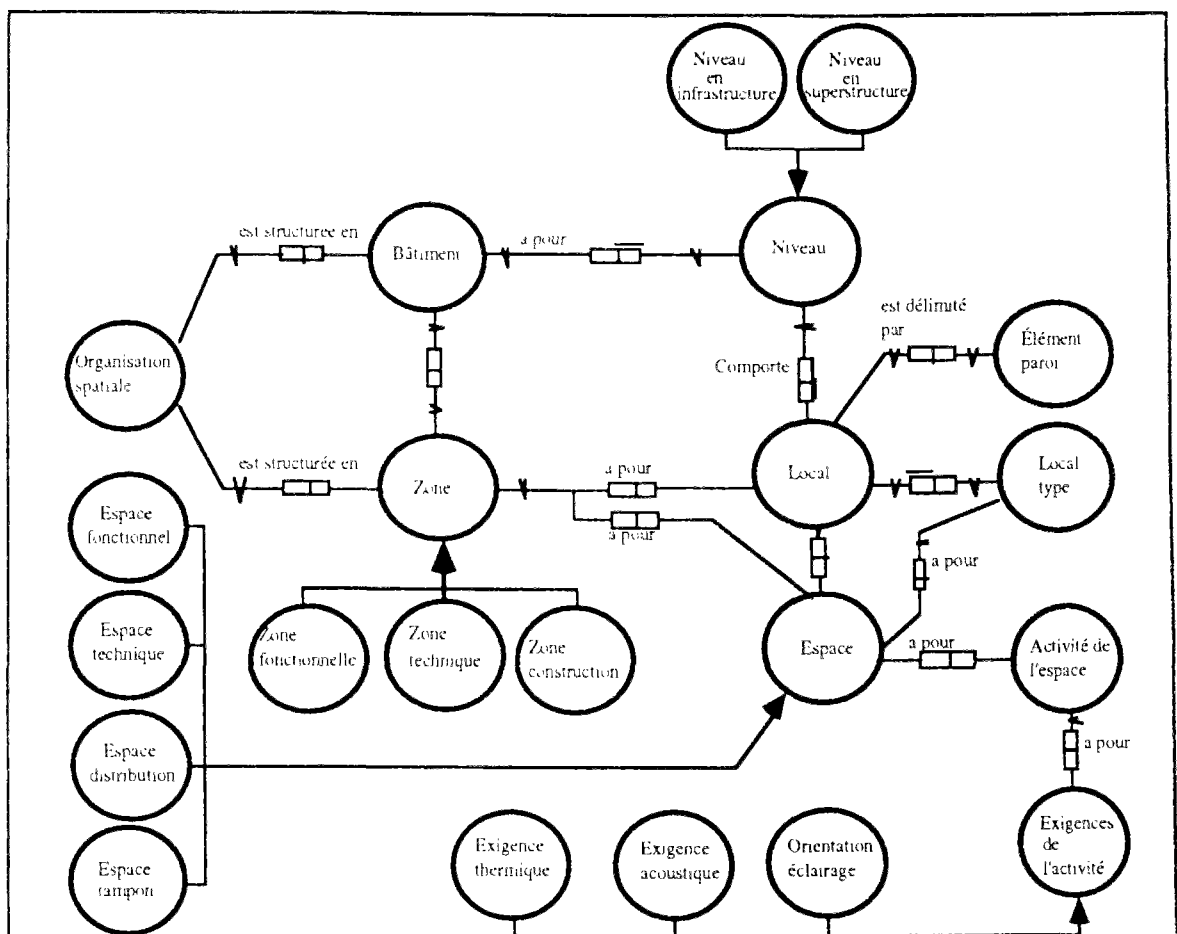 Niveau
en
infrastructure
Niveau
en
superstructure
est structurée en
Bâtiment
a pour
Niveau
Organisation
spatiale
est délimité
par
Élément
paroi
Comporte
est structurée en
Zone
a pour
a pour
Local
Local
type
Espace
fonctionnel
a pour
Espace
technique
Zone
fonctionnelle
Zone
technique
Zone
construction
Espace
a pour
Activité de
l'espace
Espace
distribution
a pour
Espace
tampon
Exigence
thermique
Exigence
acoustique
Orientation
éclairage
Exigences
de
l'activité